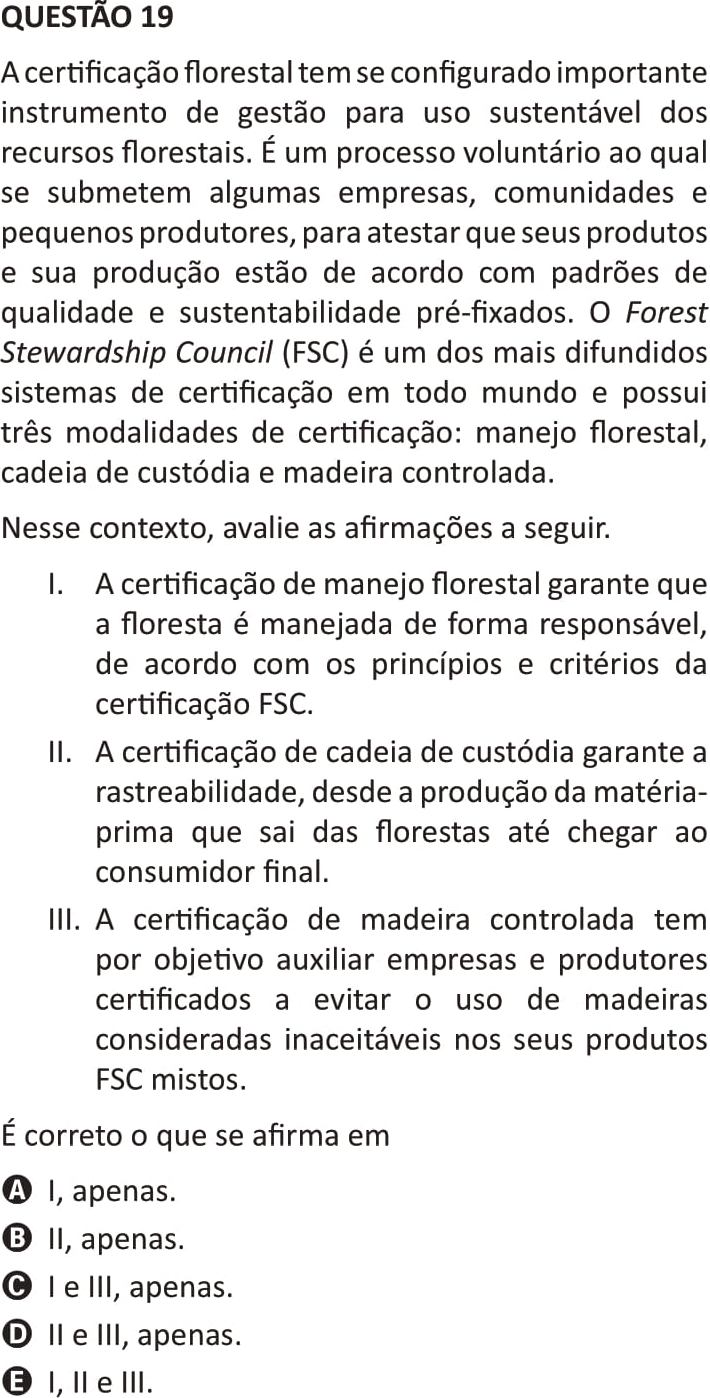 QUESTÃO 19
A certificação florestal tem se configurado importante
instrumento de gestão para uso sustentável dos
recursos florestais. É um processo voluntário ao qual
se submetem algumas empresas, comunidades e
pequenos produtores, para atestar que seus produtos
e sua produção estão de acordo com padrões de
qualidade e sustentabilidade pré-fixados. O Forest
Stewardship Council (FSC) é um dos mais difundidos
sistemas de certificação em todo mundo e possui
três modalidades de certificação: manejo florestal,
cadeia de custódia e madeira controlada.
Nesse contexto, avalie as afirmações a seguir.
I. A certificação de manejo florestal garante que
a floresta é manejada de forma responsável,
de acordo com os princípios e critérios da
certificação FSC.
II. A certificação de cadeia de custódia garante a
rastreabilidade, desde a produção da matéria-
prima que sai das florestas até chegar ao
consumidor final.
III. A certificação de madeira controlada tem
por objetivo auxiliar empresas e produtores
certificados a evitar o uso de madeiras
consideradas inaceitáveis nos seus produtos
FSC mistos.
É correto o que se afirma em
A I, apenas.
B II, apenas.
C I e III, apenas.
D II e III, apenas.
E I, II e III.